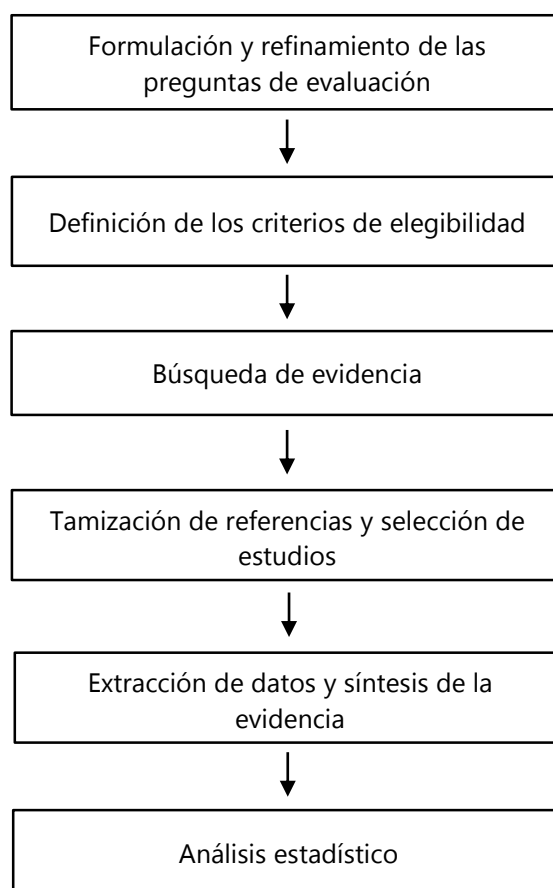 Formulación y refinamiento de las
preguntas de evaluación
Definición de los criterios de elegibilidad
Búsqueda de evidencia
Tamización de referencias y selección de
estudios
Extracción de datos y síntesis de la
evidencia
Análisis estadístico